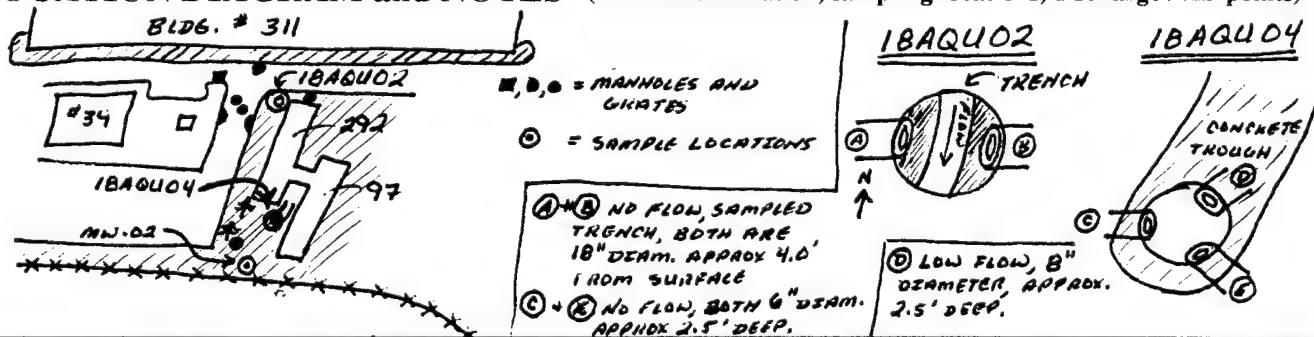 BLDG. # 311
18AQU02
#34
292
97
18AQU04
MW-02
= MANHOLES AND
GRATES
= SAMPLE LOCATIONS
A + B NO FLOW, SAMPLED
TRENCH, BOTH ARE
18" DIAM. APPROX 4.0'
FROM SURFACE
C + E NO FLOW, BOTH 6" DIAM.
APPROX 2.5' DEEP.
18AQU02
TRENCH
A
FLOW
B
N
D LOW FLOW, 8"
DIAMETER, APPROX.
2.5' DEEP.
18AQU04
CONCRETE
TROUGH
D
C
E